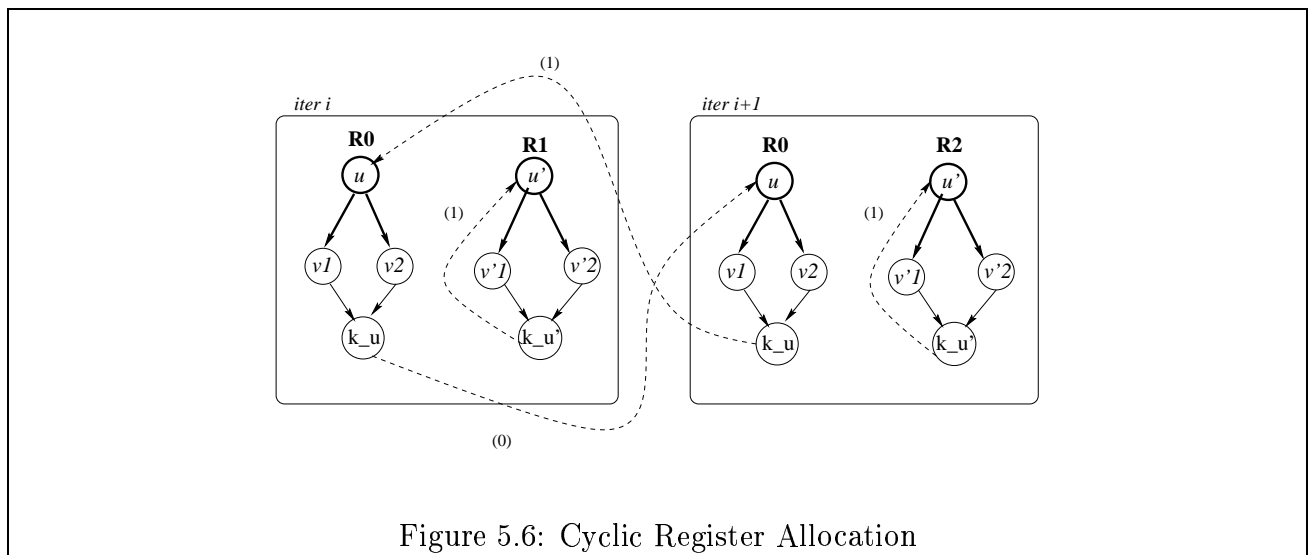 (1)
iter i
iter i+1
R0
R1
R0
R2
u
u'
u
u'
(1)
(1)
v1
v2
v'1
v'2
v1
v2
v'1
v'2
k_u
k_u'
k_u
k_u'
(0)
Figure 5.6: Cyclic Register Allocation